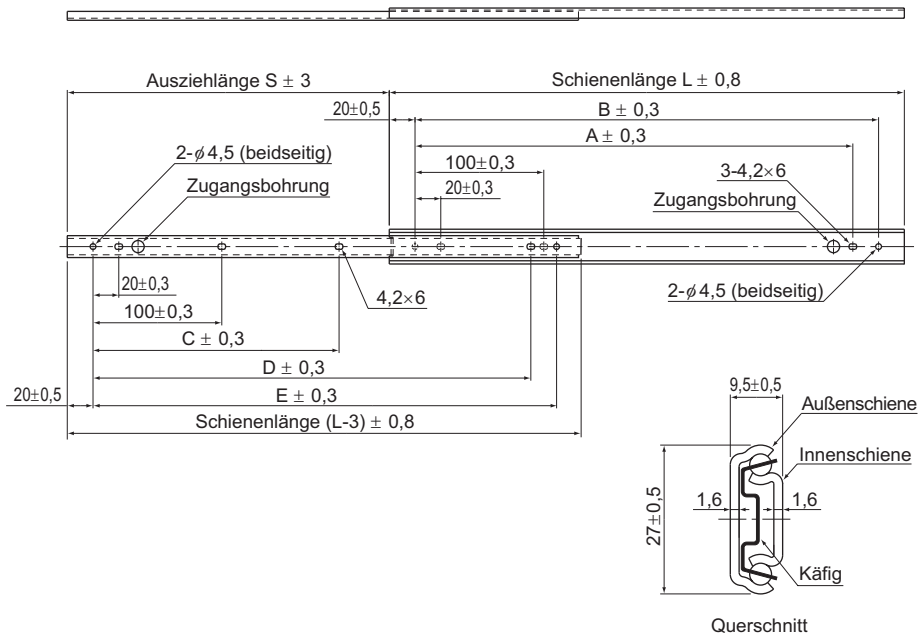 Ausziehlänge S ± 3
Schienenlänge L ± 0,8
20±0,5
B ± 0,3
A ± 0,3
2-φ4,5 (beidseitig)
100±0,3
3-4,2×6
Zugangsbohrung
20±0,3
Zugangsbohrung
20±0,3
4,2×6
2-φ4,5 (beidseitig)
100±0,3
C ± 0,3
D ± 0,3
20±0,5
E ± 0,3
9,5±0,5
Schienenlänge (L-3) ± 0,8
Außenschiene
Innenschiene
27±0,5
1,6
1,6
Käfig
Querschnitt